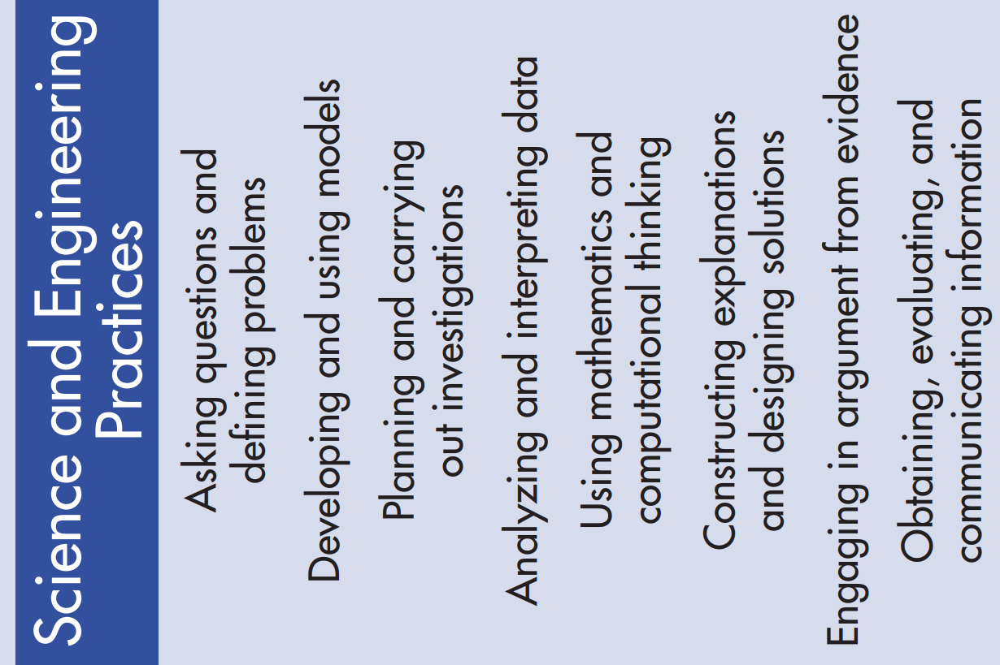 Science and Engineering
Practices
Asking questions and
defining problems
Developing and using models
Planning and carrying
out investigations
Analyzing and interpreting data
Using mathematics and
computational thinking
Constructing explanations
and designing solutions
Engaging in argument from evidence
Obtaining, evaluating, and
communicating information